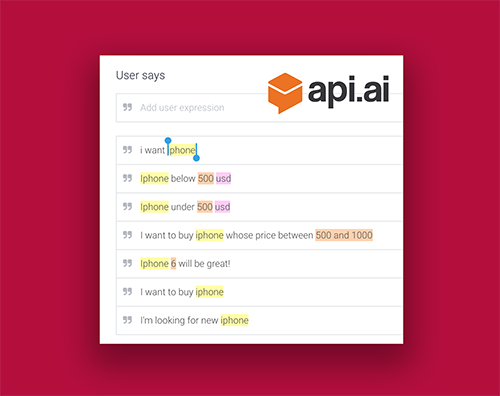 User says
api.ai
Add user expression
i want iphone
Iphone below 500 usd
Iphone under 500 usd
I want to buy iphone whose price between 500 and 1000
Iphone 6 will be great!
I want to buy iphone
I'm looking for new iphone